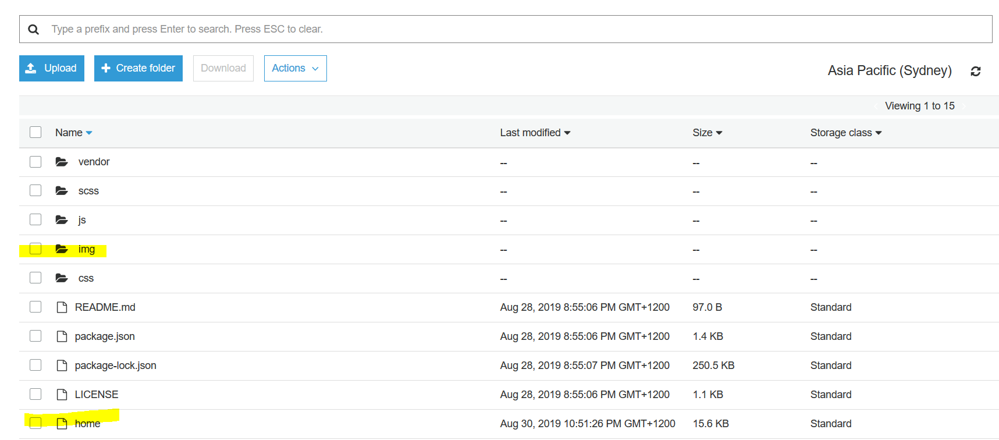 Type a prefix and press Enter to search. Press ESC to clear.
Upload Create folder Download Actions
Asia Pacific (Sydney)
Viewing 1 to 15
Name Last modified Size Storage class
vendor -- -- --
scss -- -- --
js -- -- --
img -- -- --
css -- -- --
README.md Aug 28, 2019 8:55:06 PM GMT+1200 97.0 B Standard
package.json Aug 28, 2019 8:55:06 PM GMT+1200 1.4 KB Standard
package-lock.json Aug 28, 2019 8:55:07 PM GMT+1200 250.5 KB Standard
LICENSE Aug 28, 2019 8:55:06 PM GMT+1200 1.1 KB Standard
home Aug 30, 2019 10:51:26 PM GMT+1200 15.6 KB Standard